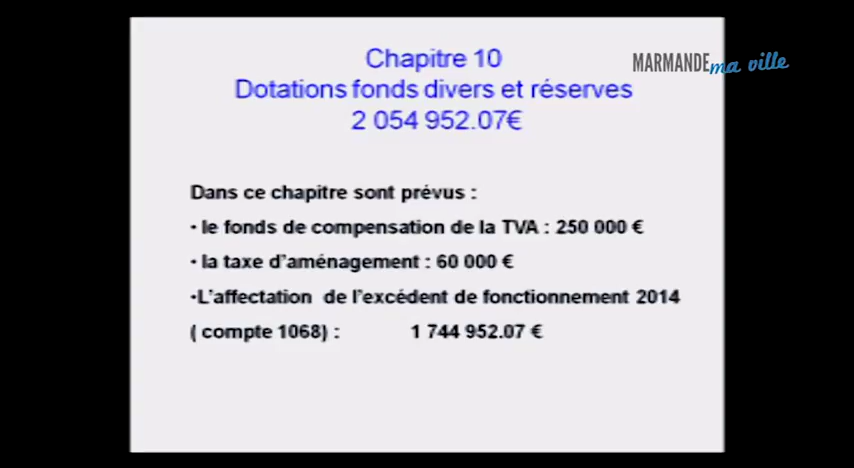 Chapitre 10
Dotations fonds divers et réserves
2 054 952.07€
MARMANDE ma ville
Dans ce chapitre sont prévus :
• le fonds de compensation de la TVA : 250 000 €
• la taxe d'aménagement : 60 000 €
•L'affectation de l'excédent de fonctionnement 2014
( compte 1068) : 1 744 952.07 €